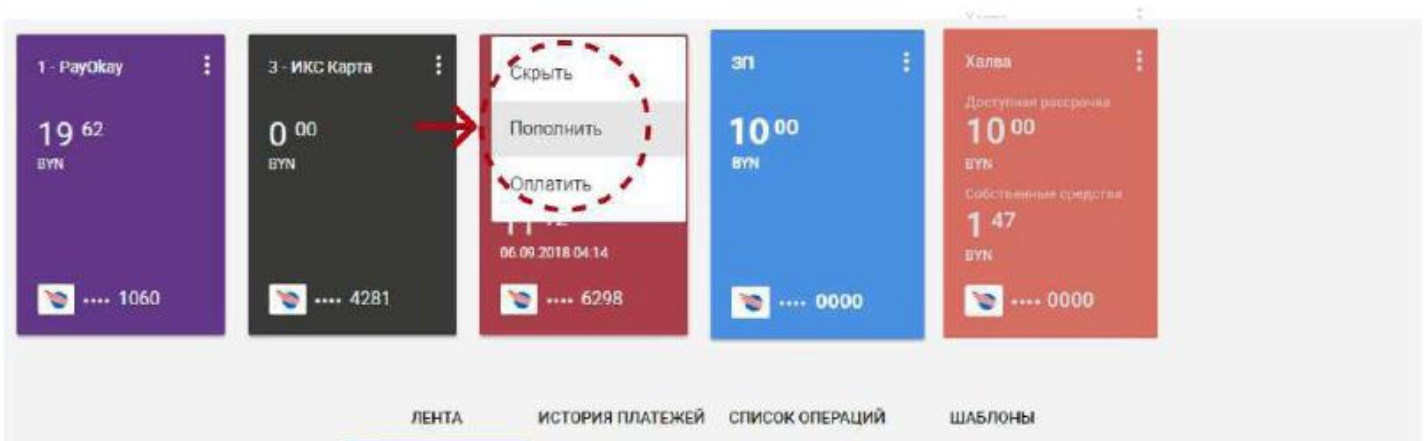 1 - PayOkay
19 62
BYN
•••• 1060
3 - ИКС Карта
0 00
BYN
•••• 4281
Скрыть
Пополнить
Оплатить
06.09.2018 04:14
•••• 6298
ЗП
10 00
BYN
•••• 0000
Халва
Доступная рассрочка
10 00
BYN
Собственные средства
1 47
BYN
•••• 0000
ЛЕНТА ИСТОРИЯ ПЛАТЕЖЕЙ СПИСОК ОПЕРАЦИЙ ШАБЛОНЫ